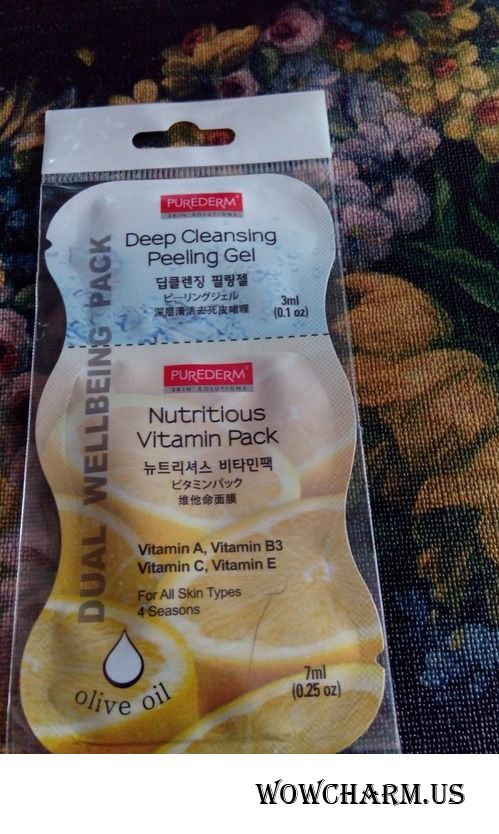 PUREDERM
SKIN SOLUTIONS
Deep Cleansing
Peeling Gel
딥클렌징 필링젤
ピーリングジェル
深层清洁去死皮啫喱
3ml
(0.1 oz)
DUAL WELLBEING PACK
PUREDERM
SKIN SOLUTIONS
Nutritious
Vitamin Pack
뉴트리셔스 비타민팩
ビタミンパック
维他命面膜
Vitamin A, Vitamin B3
Vitamin C, Vitamin E
For All Skin Types
4 Seasons
olive oil
7ml
(0.25 oz)
WOWCHARM.US